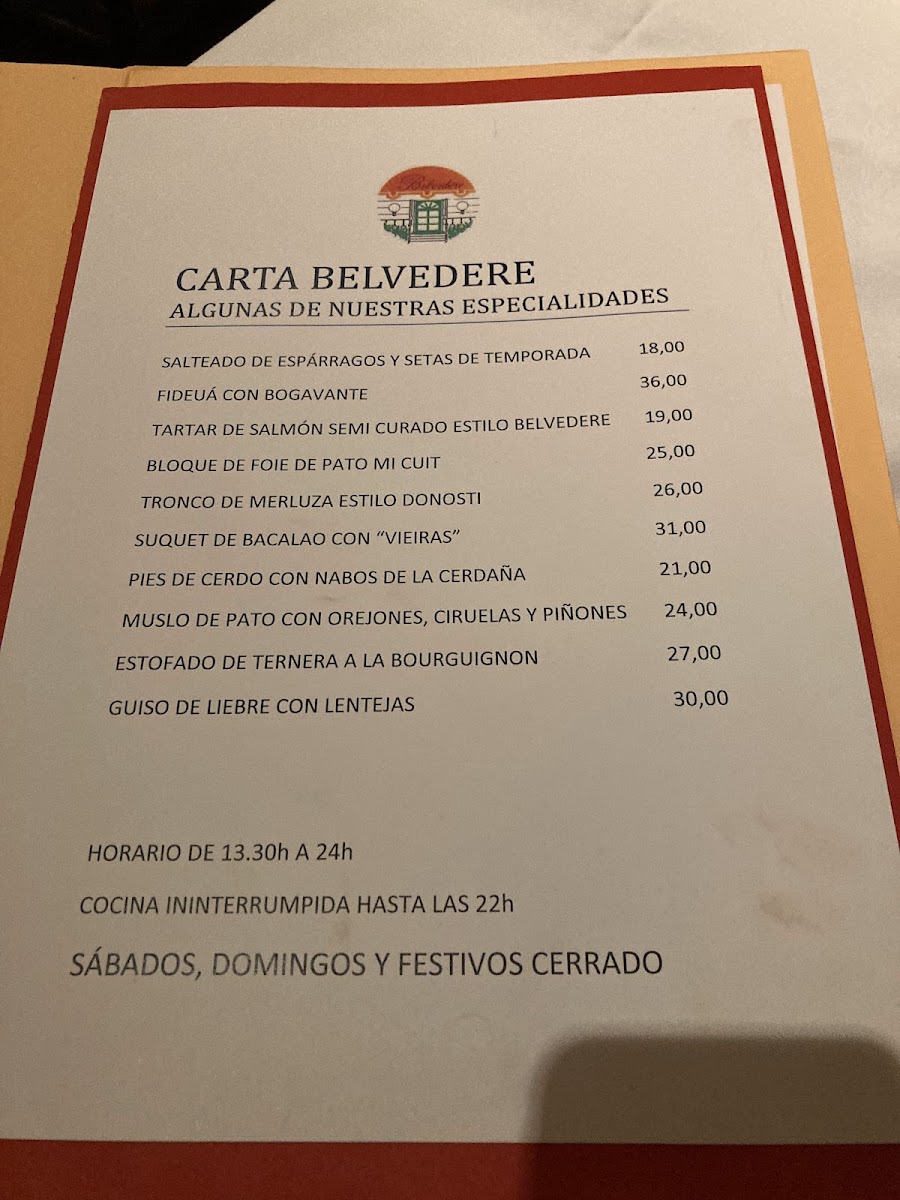 Belvedere
CARTA BELVEDERE
ALGUNAS DE NUESTRAS ESPECIALIDADES
SALTEADO DE ESPÁRRAGOS Y SETAS DE TEMPORADA 18,00
FIDEUÁ CON BOGAVANTE 36,00
TARTAR DE SALMÓN SEMI CURADO ESTILO BELVEDERE 19,00
BLOQUE DE FOIE DE PATO MI CUIT 25,00
TRONCO DE MERLUZA ESTILO DONOSTI 26,00
SUQUET DE BACALAO CON “VIEIRAS” 31,00
PIES DE CERDO CON NABOS DE LA CERDAÑA 21,00
MUSLO DE PATO CON OREJONES, CIRUELAS Y PIÑONES 24,00
ESTOFADO DE TERNERA A LA BOURGUIGNON 27,00
GUISO DE LIEBRE CON LENTEJAS 30,00
HORARIO DE 13.30h A 24h
COCINA ININTERRUMPIDA HASTA LAS 22h
SÁBADOS, DOMINGOS Y FESTIVOS CERRADO